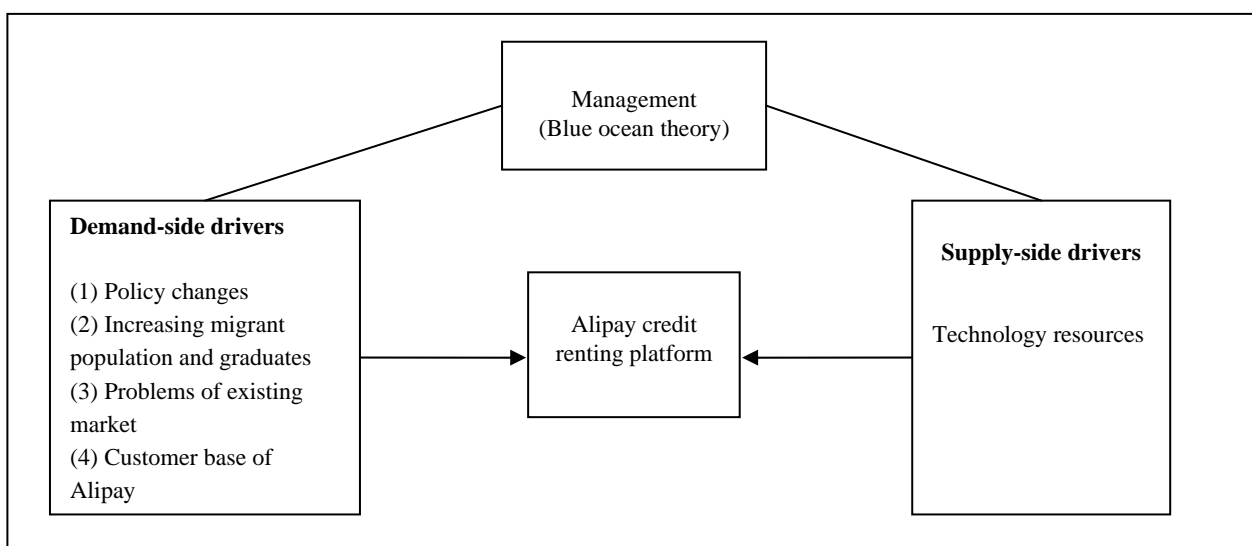 Management
(Blue ocean theory)
Demand-side drivers
(1) Policy changes
(2) Increasing migrant
population and graduates
(3) Problems of existing
market
(4) Customer base of
Alipay
Alipay credit
renting platform
Supply-side drivers
Technology resources